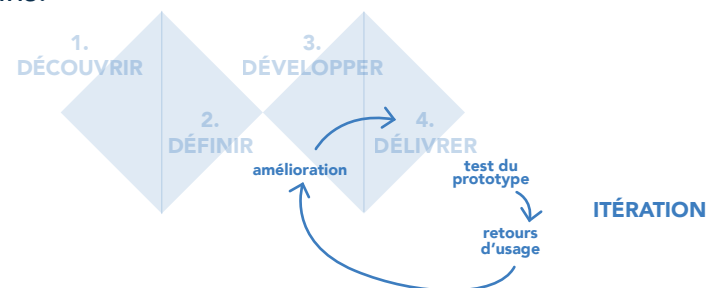 1.
DÉCOUVRIR
2.
DÉFINIR
3.
DÉVELOPPER
4.
DÉLIVRER
amélioration
test du
prototype
retours
d'usage
ITÉRATION